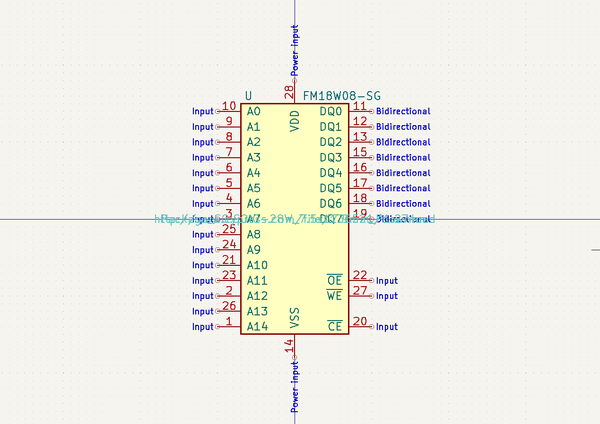 Power input
28
U FM18W08-SG
VDD
Input 10 A0 DQ0 11 Bidirectional
Input 9 A1 DQ1 12 Bidirectional
Input 8 A2 DQ2 13 Bidirectional
Input 7 A3 DQ3 15 Bidirectional
Input 6 A4 DQ4 16 Bidirectional
Input 5 A5 DQ5 17 Bidirectional
Input 4 A6 DQ6 18 Bidirectional
Input 3 A7 DQ7 19 Bidirectional
Input 25 A8
Input 24 A9
Input 21 A10
Input 23 A11 OE 22 Input
Input 2 A12 WE 27 Input
Input 26 A13
Input 1 A14 CE 20 Input
VSS
14
Power input